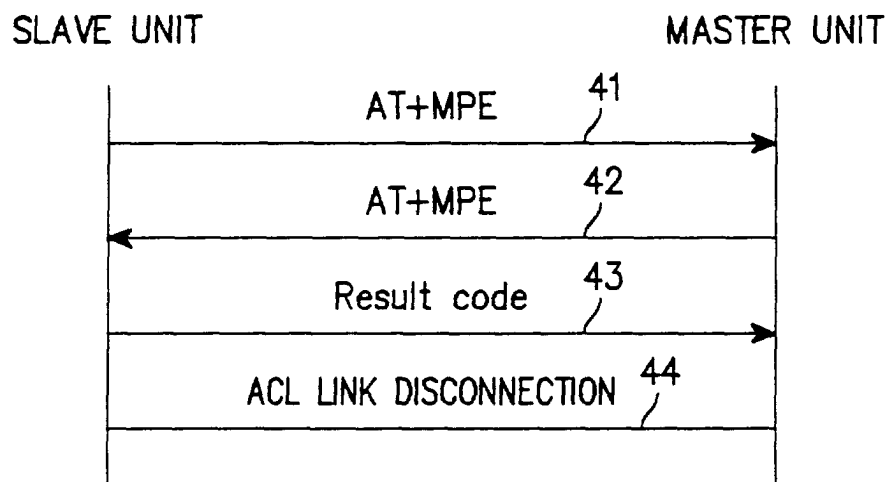 SLAVE UNIT
MASTER UNIT
AT+MPE
41
AT+MPE
42
Result code
43
ACL LINK DISCONNECTION
44